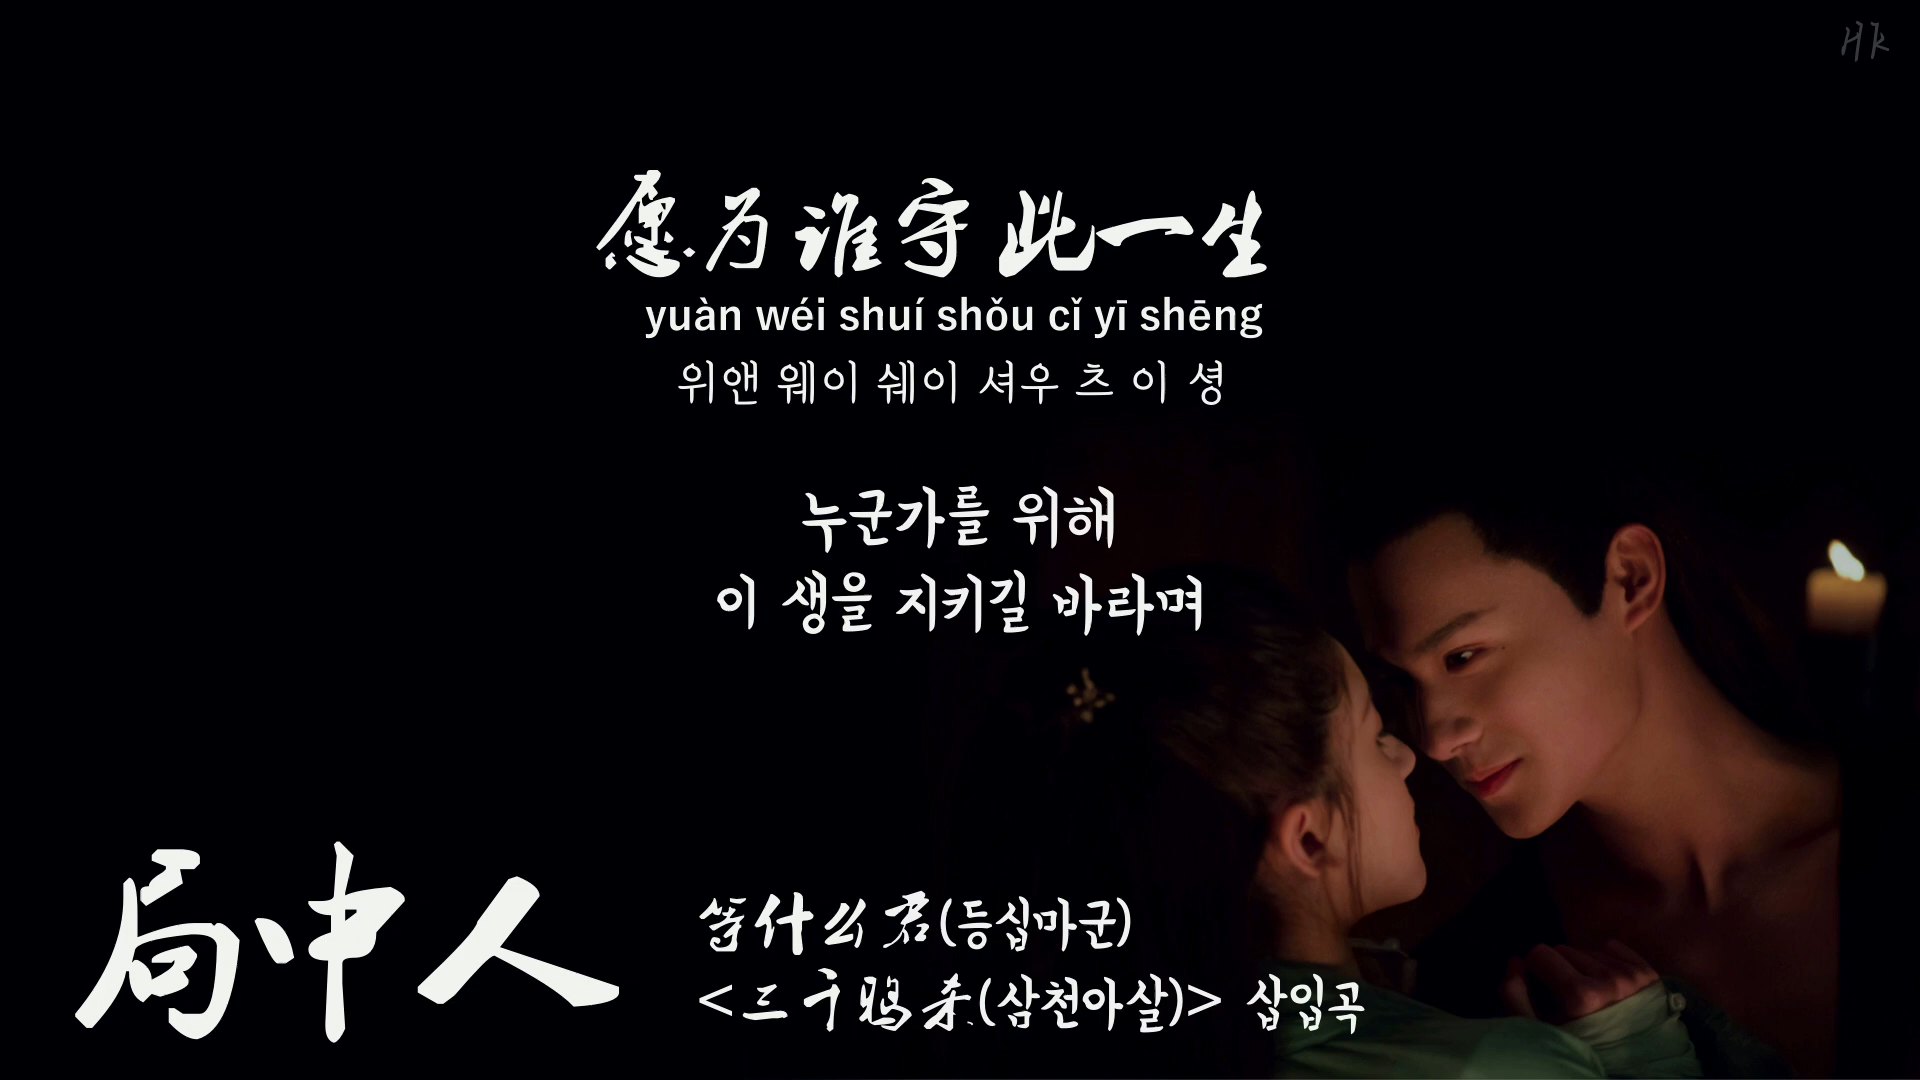 Hk
愿为谁守此一生
yuàn wéi shuí shǒu cǐ yī shēng
위앤 웨이 쉐이 셔우 츠 이 셩
누군가를 위해
이 생을 지키길 바라며
局中人
等什么君(등십마군)
<三千鸦杀(삼천아살)> 삽입곡